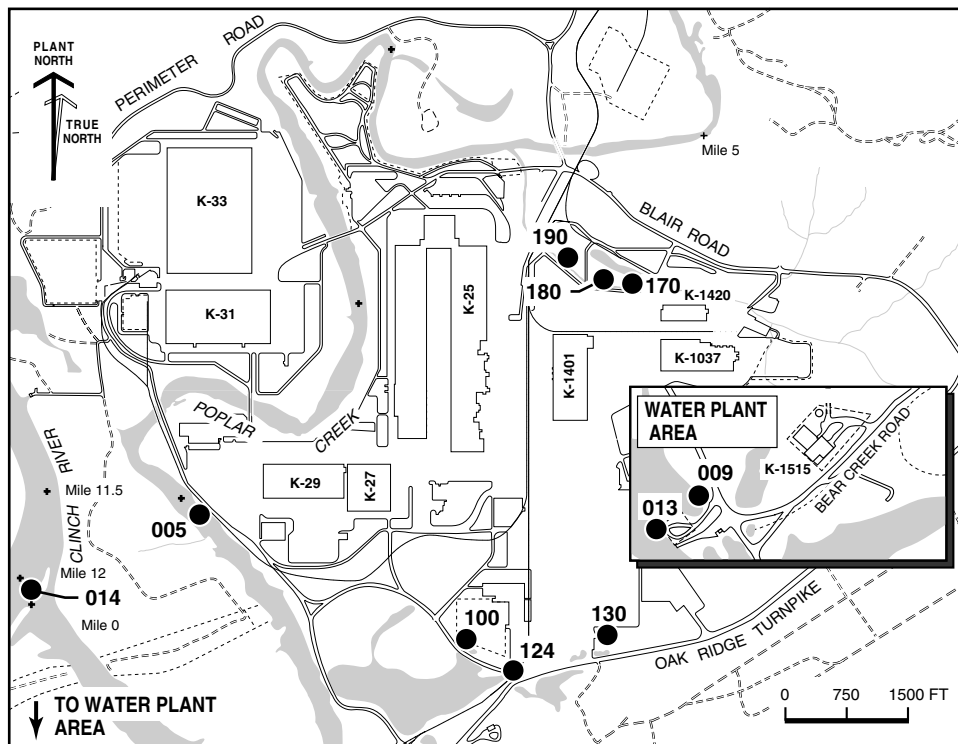 PLANT
NORTH
TRUE
NORTH
PERIMETER ROAD
Mile 5
K-33
BLAIR ROAD
190
180
170
K-1420
K-25
K-31
K-1401
K-1037
POPLAR
CREEK
WATER PLANT
AREA
K-1515
BEAR CREEK ROAD
009
013
K-29
K-27
CLINCH RIVER
Mile 11.5
005
Mile 12
014
Mile 0
100
124
130
OAK RIDGE TURNPIKE
TO WATER PLANT
AREA
0 750 1500 FT